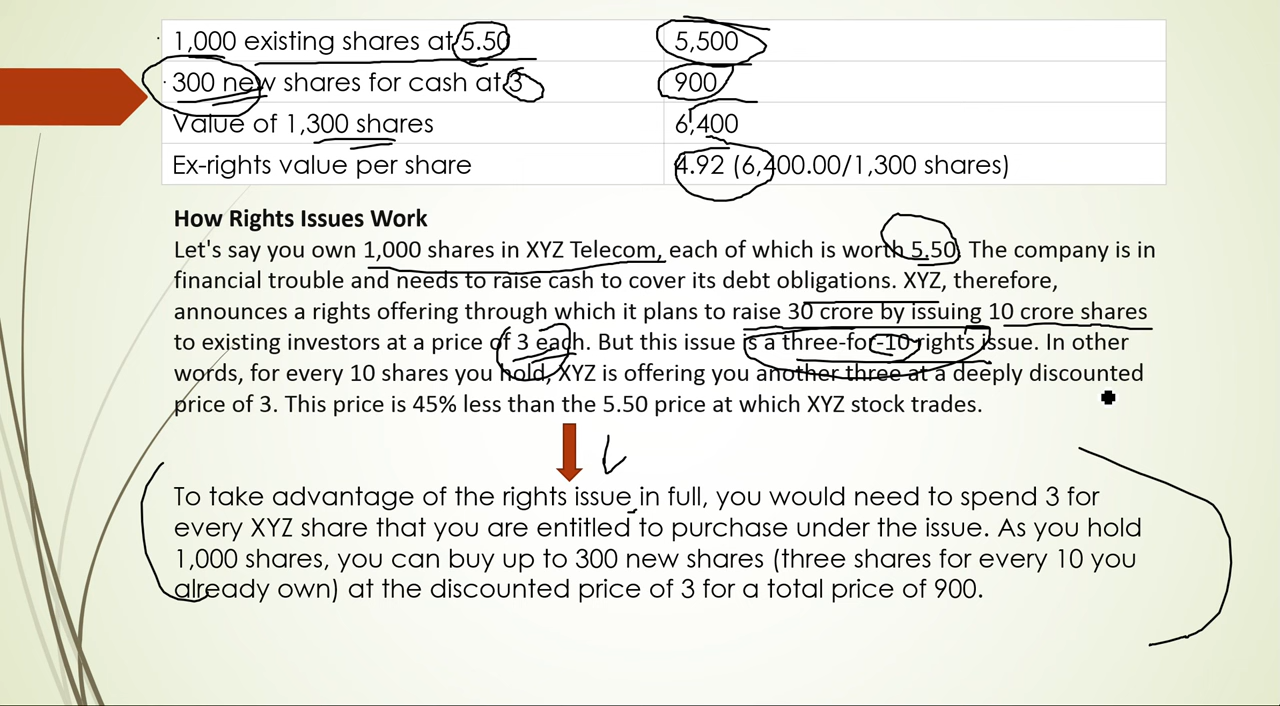 1,000 existing shares at 5.50 5,500
300 new shares for cash at 3 900
Value of 1,300 shares 6,400
Ex-rights value per share 4.92 (6,400.00/1,300 shares)
How Rights Issues Work
Let's say you own 1,000 shares in XYZ Telecom, each of which is worth 5.50. The company is in
financial trouble and needs to raise cash to cover its debt obligations. XYZ, therefore,
announces a rights offering through which it plans to raise 30 crore by issuing 10 crore shares
to existing investors at a price of 3 each. But this issue is a three-for-10 rights issue. In other
words, for every 10 shares you hold, XYZ is offering you another three at a deeply discounted
price of 3. This price is 45% less than the 5.50 price at which XYZ stock trades.
To take advantage of the rights issue in full, you would need to spend 3 for
every XYZ share that you are entitled to purchase under the issue. As you hold
1,000 shares, you can buy up to 300 new shares (three shares for every 10 you
already own) at the discounted price of 3 for a total price of 900.